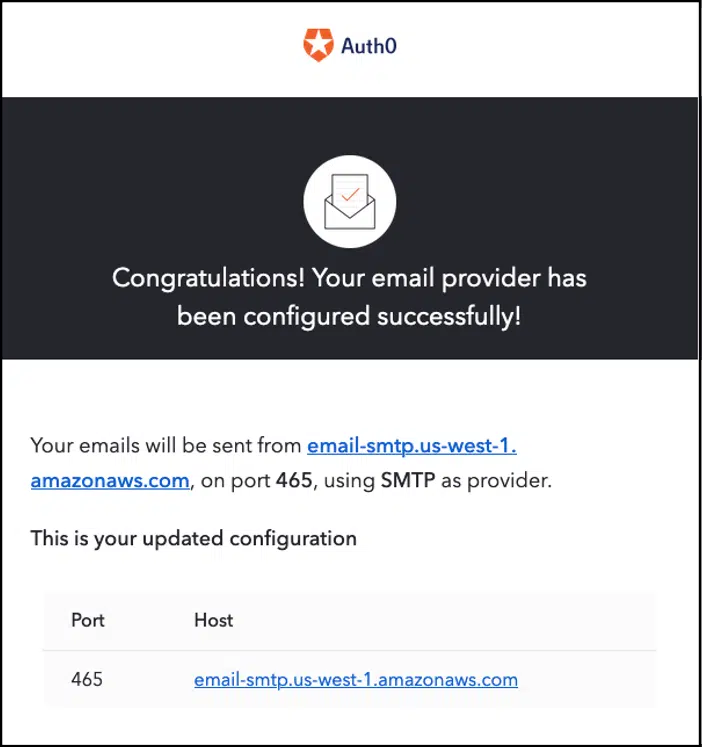 Auth0
Congratulations! Your email provider has
been configured successfully!
Your emails will be sent from email-smtp.us-west-1.
amazonaws.com, on port 465, using SMTP as provider.
This is your updated configuration
Port Host
465 email-smtp.us-west-1.amazonaws.com